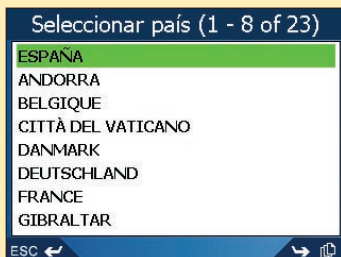 Seleccionar país (1 - 8 of 23)
ESPAÑA
ANDORRA
BELGIQUE
CITTÀ DEL VATICANO
DANMARK
DEUTSCHLAND
FRANCE
GIBRALTAR
ESC